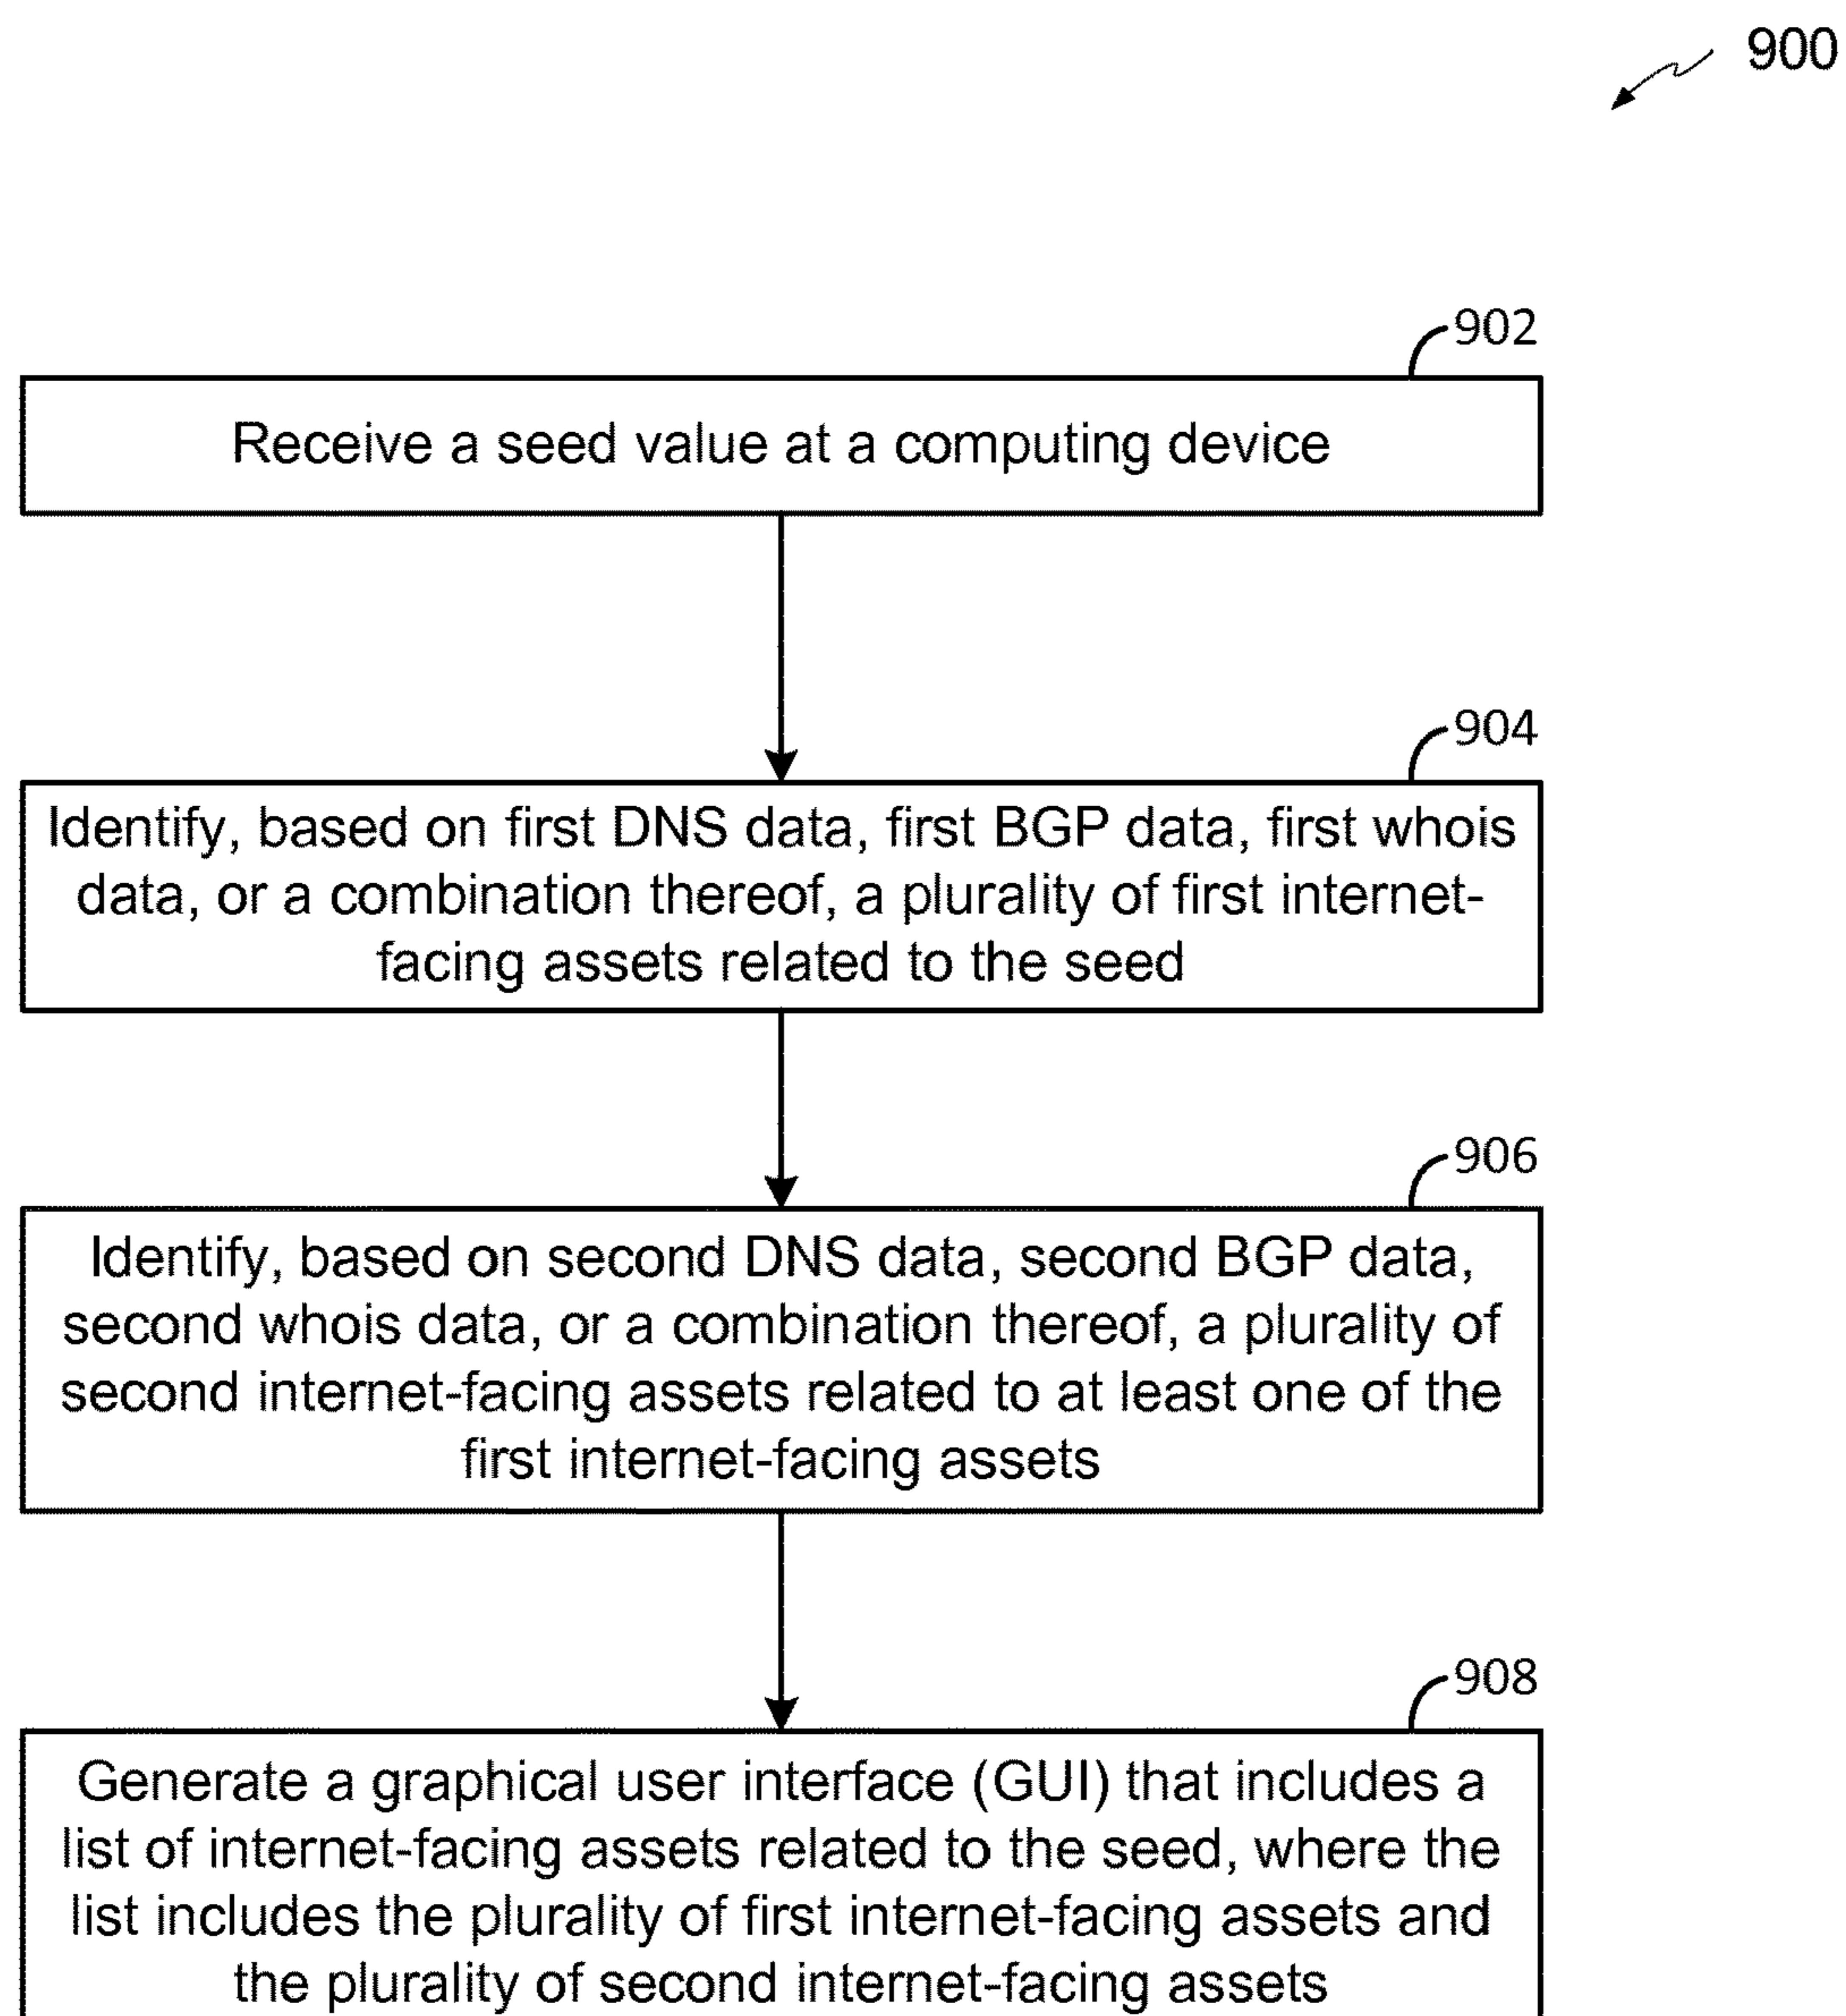 900
902
Receive a seed value at a computing device
904
Identify, based on first DNS data, first BGP data, first whois
data, or a combination thereof, a plurality of first internet-
facing assets related to the seed
906
Identify, based on second DNS data, second BGP data,
second whois data, or a combination thereof, a plurality of
second internet-facing assets related to at least one of the
first internet-facing assets
908
Generate a graphical user interface (GUI) that includes a
list of internet-facing assets related to the seed, where the
list includes the plurality of first internet-facing assets and
the plurality of second internet-facing assets